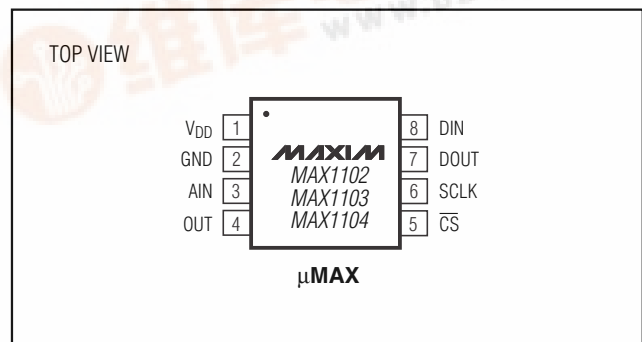 TOP VIEW
V_DD 1
GND 2
AIN 3
OUT 4
MAXIM
MAX1102
MAX1103
MAX1104
8 DIN
7 DOUT
6 SCLK
5 C̅S̅
μMAX